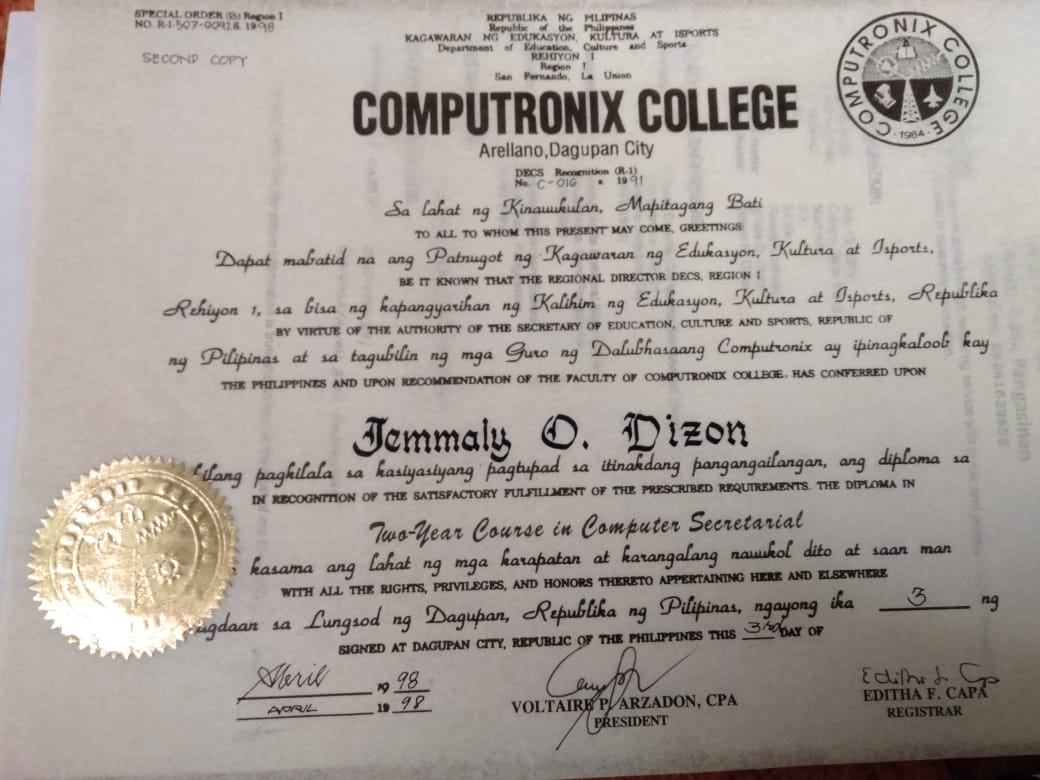 SPECIAL ORDER (B) Region I
NO. R-I-507-00928 s. 1998
SECOND COPY
REPUBLIKA NG PILIPINAS
Republic of the Philippines
KAGAWARAN NG EDUKASYON, KULTURA AT ISPORTS
Department of Education, Culture and Sports
REHIYON I
Region I
San Fernando, La Union
COMPUTRONIX COLLEGE
COMPUTRONIX COLLEGE
· 1984 ·
Arellano, Dagupan City
DECS Recognition (R-1)
No. C-016 s. 1991
Sa lahat ng Kinauukulan, Mapitagang Bati
TO ALL TO WHOM THIS PRESENT MAY COME, GREETINGS:
Dapat mabatid na ang Patnugot ng Kagawaran ng Edukasyon, Kultura at Isports,
BE IT KNOWN THAT THE REGIONAL DIRECTOR DECS, REGION I
Rehiyon 1, sa bisa ng kapangyarihan ng Kalihim ng Edukasyon, Kultura at Isports, Republika
BY VIRTUE OF THE AUTHORITY OF THE SECRETARY OF EDUCATION, CULTURE AND SPORTS, REPUBLIC OF
ng Pilipinas at sa tagubilin ng mga Guro ng Dalubhasaang Computronix ay ipinagkaloob kay
THE PHILIPPINES AND UPON RECOMMENDATION OF THE FACULTY OF COMPUTRONIX COLLEGE. HAS CONFERRED UPON
Jemmaly O. Dizon
ilang pagkilala sa kasiyasiyang pagtupad sa itinakdang pangangailangan, ang diploma sa
IN RECOGNITION OF THE SATISFACTORY FULFILLMENT OF THE PRESCRIBED REQUIREMENTS. THE DIPLOMA IN
Two-Year Course in Computer Secretarial
kasama ang lahat ng mga karapatan at karangalang nauukol dito at saan man
WITH ALL THE RIGHTS, PRIVILEGES, AND HONORS THERETO APPERTAINING HERE AND ELSEWHERE
ugdaan sa Lungsod ng Dagupan, Republika ng Pilipinas, ngayong ika 3 ng
SIGNED AT DAGUPAN CITY, REPUBLIC OF THE PHILIPPINES THIS 3rd DAY OF
Abril 19 98
APRIL 19 98
VOLTAIRE P. ARZADON, CPA
PRESIDENT
EDITHA F. CAPA
REGISTRAR